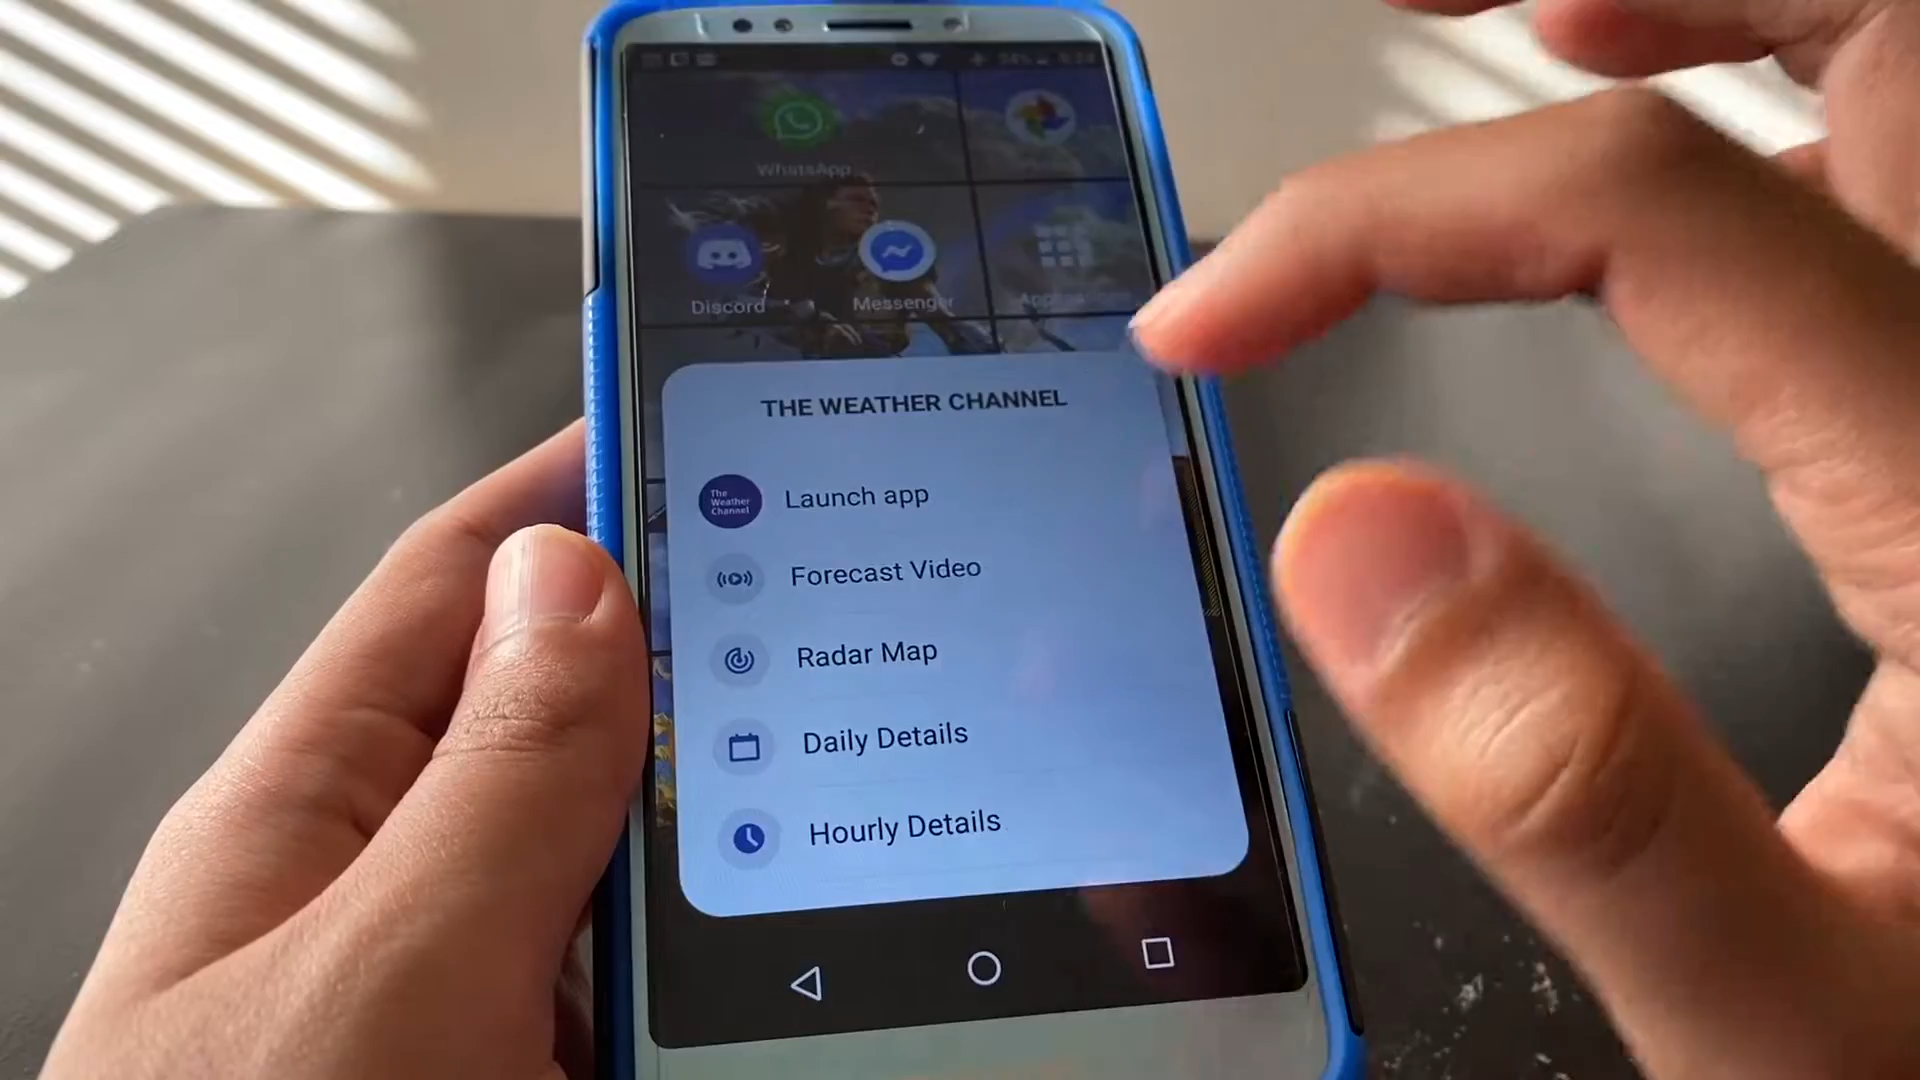 WhatsApp
Discord
Messenger
THE WEATHER CHANNEL
The
Weather
Channel
Launch app
Forecast Video
Radar Map
Daily Details
Hourly Details